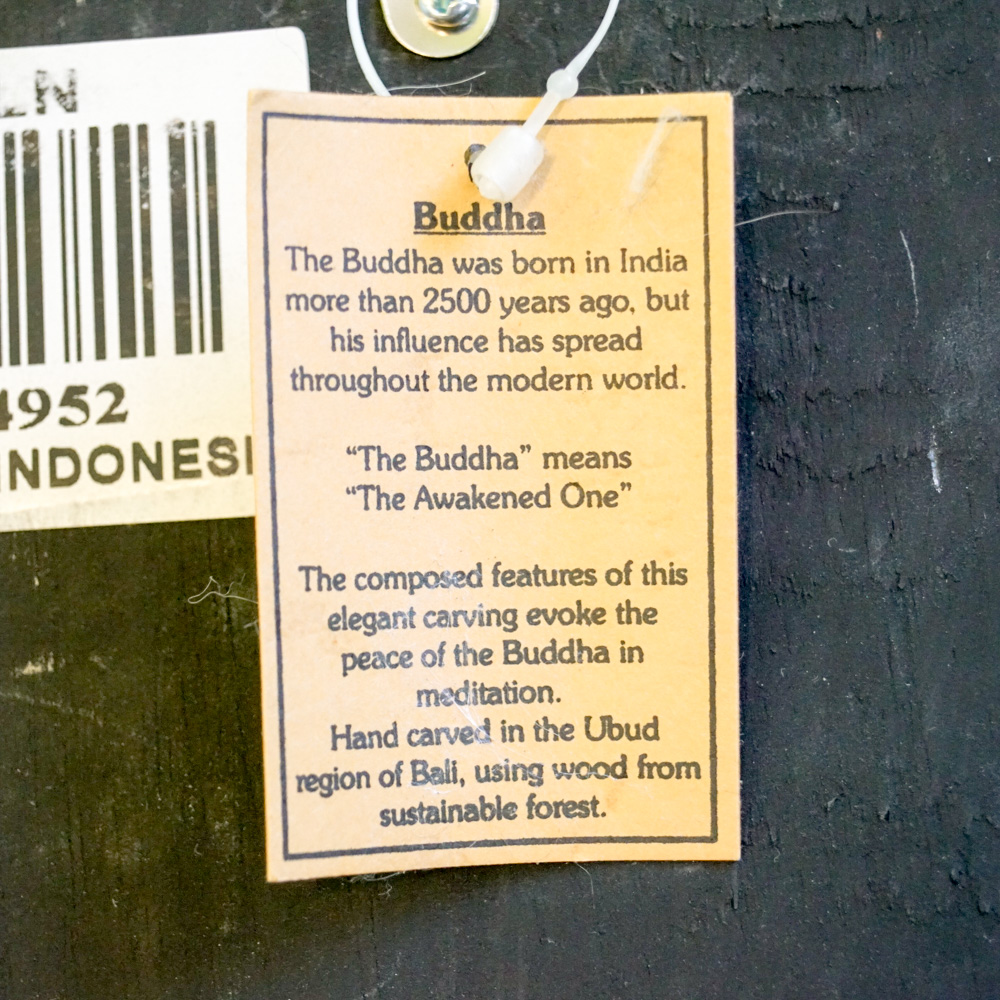 Buddha
The Buddha was born in India
more than 2500 years ago, but
his influence has spread
throughout the modern world.
“The Buddha” means
“The Awakened One”
The composed features of this
elegant carving evoke the
peace of the Buddha in
meditation.
Hand carved in the Ubud
region of Bali, using wood from
sustainable forest.
4952
INDONESI